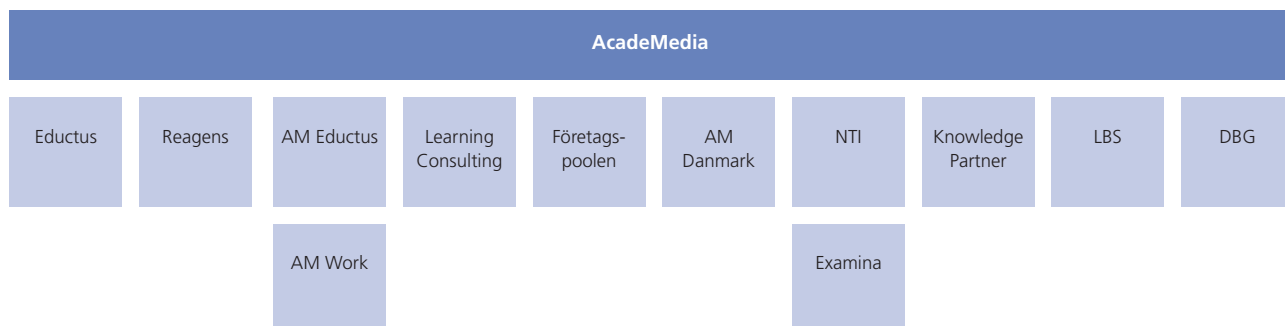 AcadeMedia
Eductus
Reagens
AM Eductus
Learning
Consulting
Företags-
poolen
AM
Danmark
NTI
Knowledge
Partner
LBS
DBG
AM Work
Examina